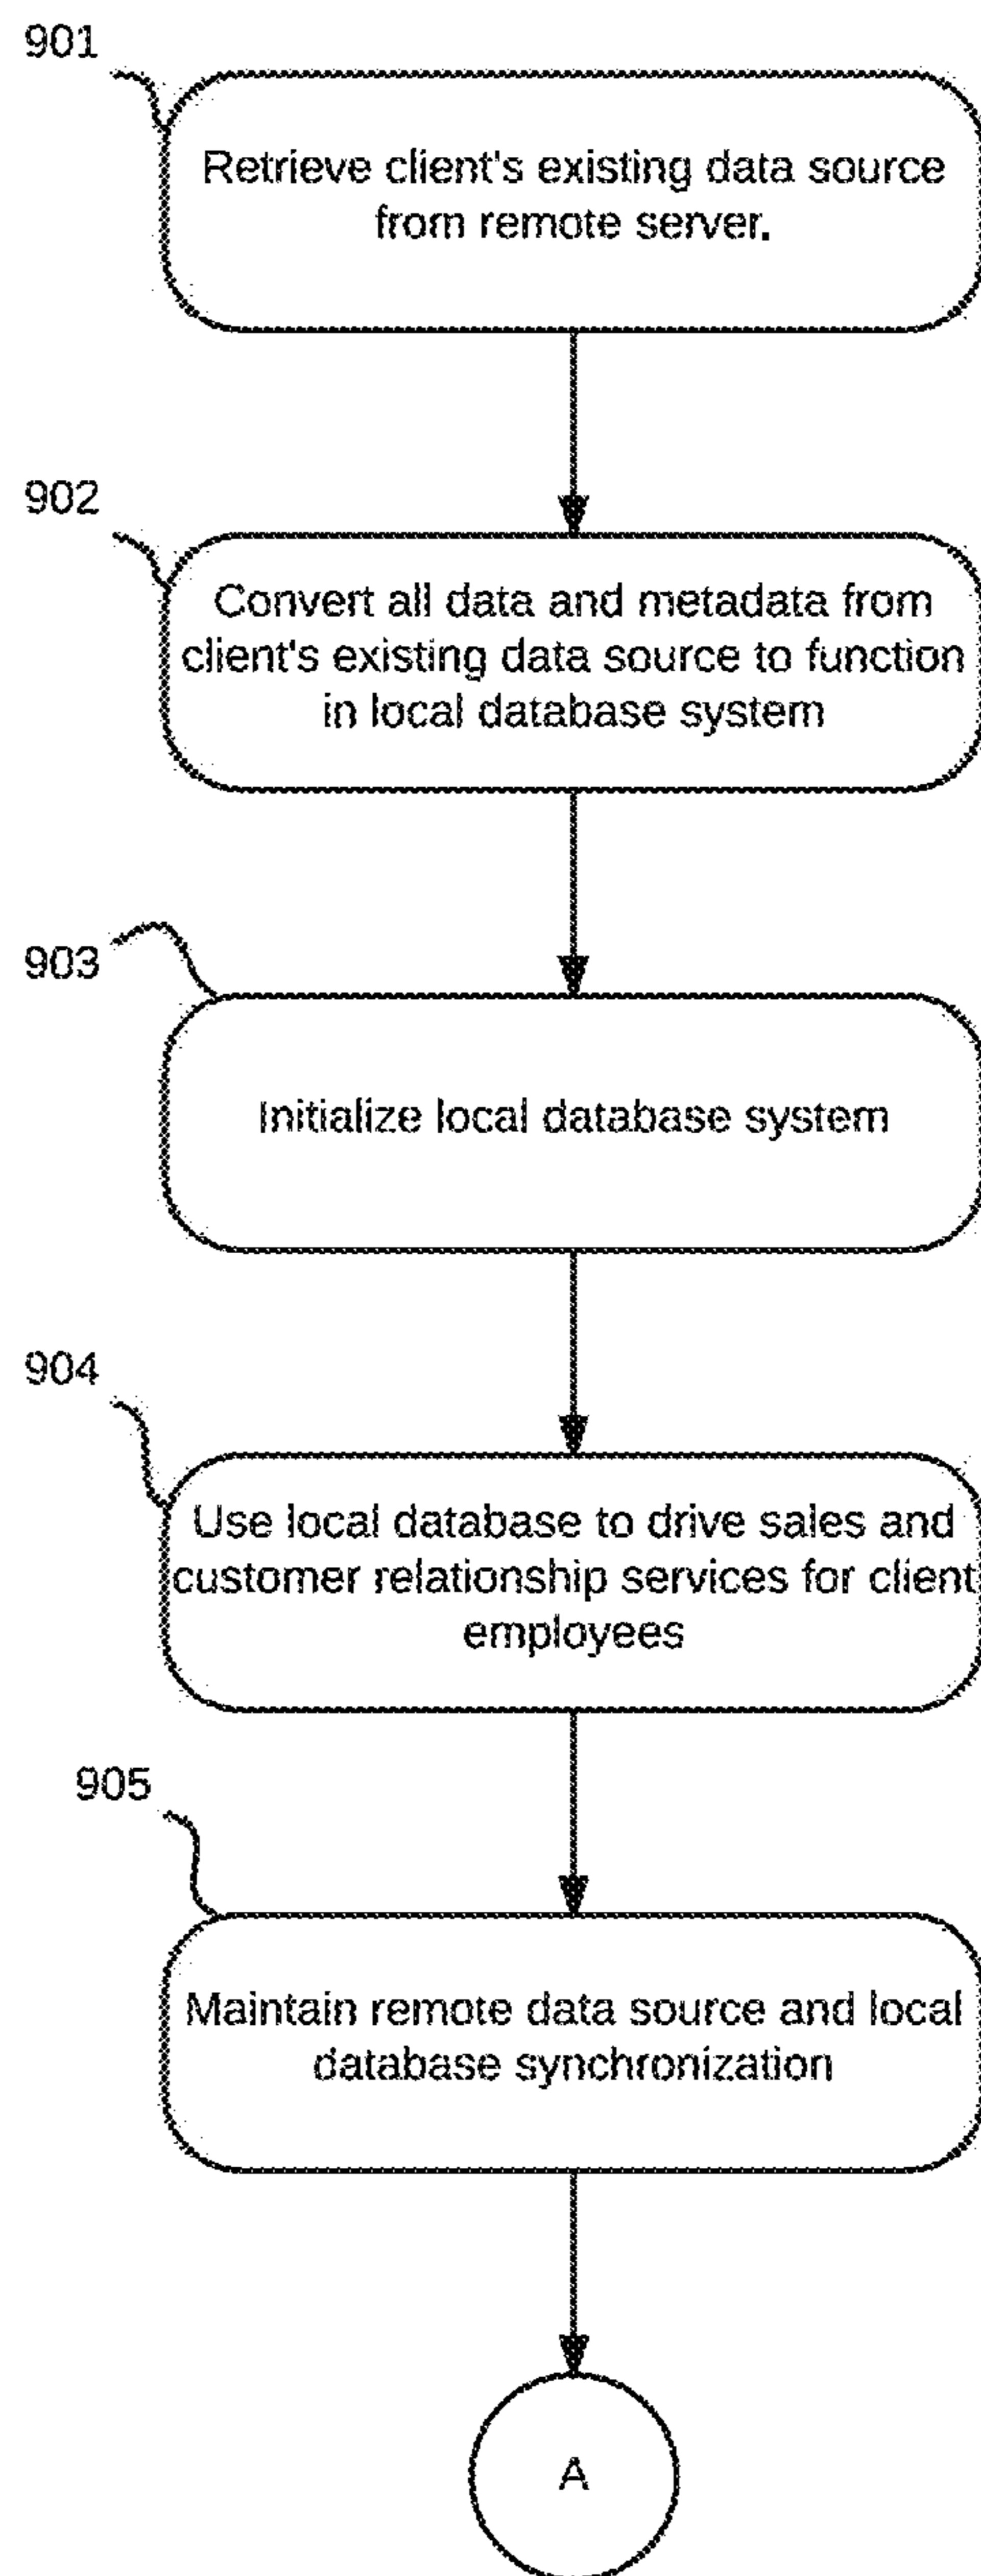 901
Retrieve client's existing data source
from remote server.
902
Convert all data and metadata from
client's existing data source to function
in local database system
903
Initialize local database system
904
Use local database to drive sales and
customer relationship services for client
employees
905
Maintain remote data source and local
database synchronization
A